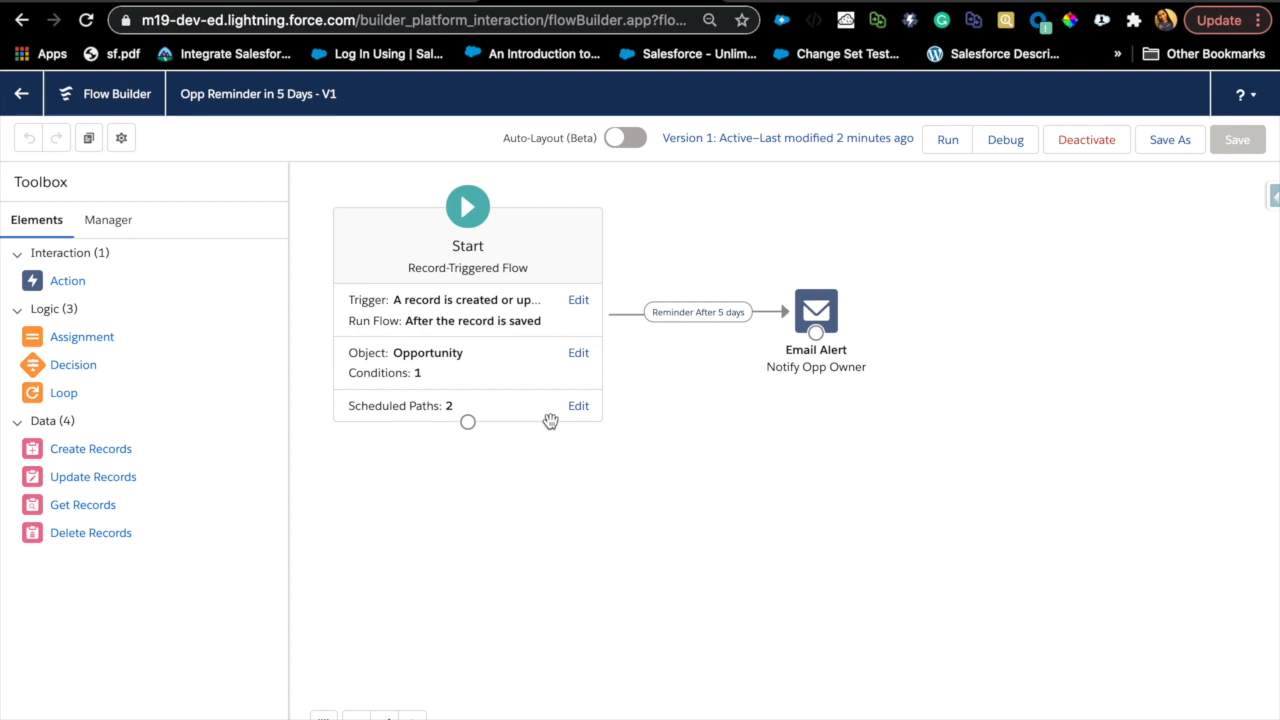 m19-dev-ed.lightning.force.com/builder_platform_interaction/flowBuilder.app?flo...
Update
Apps
sf.pdf
Integrate Salesfor...
Log In Using | Sal...
An Introduction to...
Salesforce - Unlim...
Change Set Test...
Salesforce Descri...
»
Other Bookmarks
Flow Builder
Opp Reminder in 5 Days - V1
?
Auto-Layout (Beta)
Version 1: Active—Last modified 2 minutes ago
Run
Debug
Deactivate
Save As
Save
Toolbox
Elements
Manager
Interaction (1)
Action
Logic (3)
Assignment
Decision
Loop
Data (4)
Create Records
Update Records
Get Records
Delete Records
Start
Record-Triggered Flow
Trigger: A record is created or up...
Edit
Run Flow: After the record is saved
Object: Opportunity
Edit
Conditions: 1
Scheduled Paths: 2
Edit
Reminder After 5 days
Email Alert
Notify Opp Owner